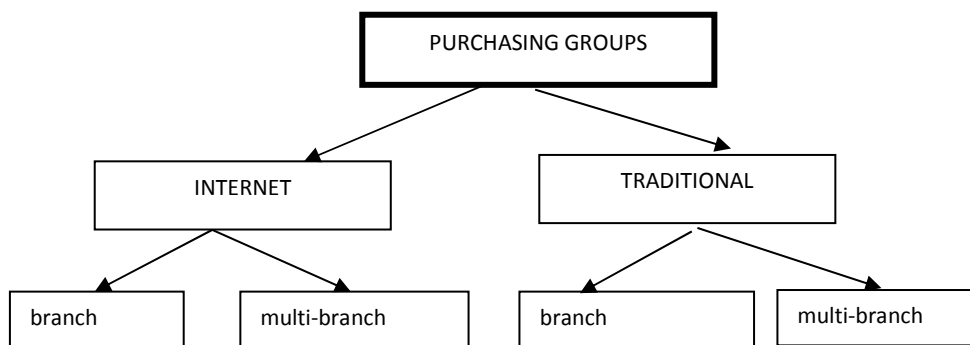 PURCHASING GROUPS
INTERNET
TRADITIONAL
branch
multi-branch
branch
multi-branch